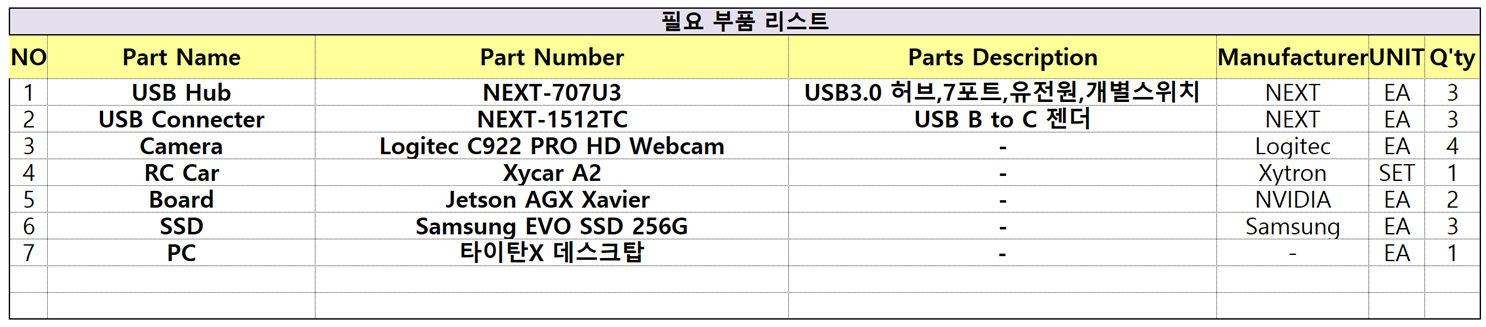 필요 부품 리스트
NO Part Name Part Number Parts Description Manufacturer UNIT Q'ty
1 USB Hub NEXT-707U3 USB3.0 허브,7포트,유전원,개별스위치 NEXT EA 3
2 USB Connecter NEXT-1512TC USB B to C 젠더 NEXT EA 3
3 Camera Logitec C922 PRO HD Webcam - Logitec EA 4
4 RC Car Xycar A2 - Xytron SET 1
5 Board Jetson AGX Xavier - NVIDIA EA 2
6 SSD Samsung EVO SSD 256G - Samsung EA 3
7 PC 타이탄X 데스크탑 - - EA 1